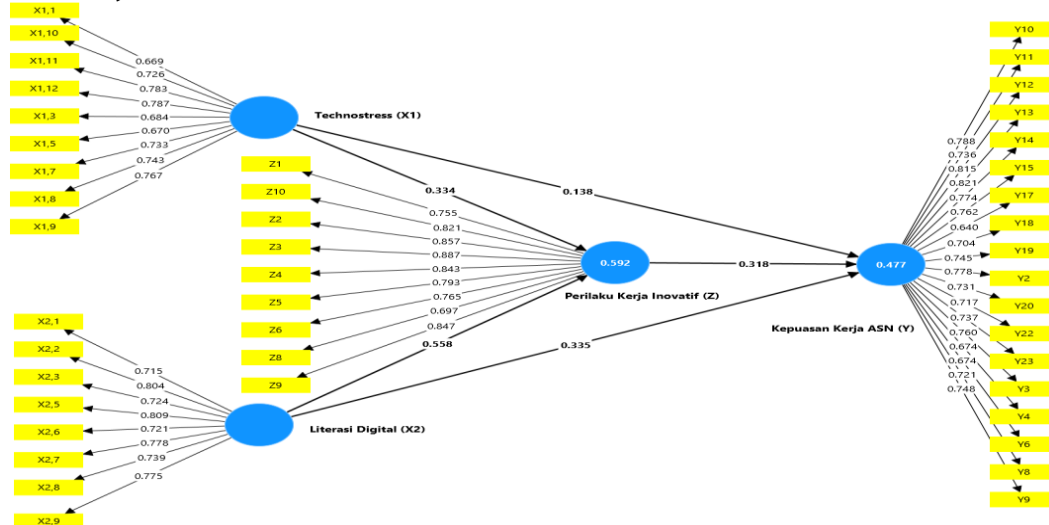 X1,1
X1,10
X1,11
X1,12
X1,3
X1,5
X1,7
X1,8
X1,9
0.669
0.726
0.783
0.787
0.684
0.670
0.733
0.743
0.767
Technostress (X1)
Z1
Z10
Z2
Z3
Z4
Z5
Z6
Z8
Z9
0.755
0.821
0.857
0.887
0.843
0.793
0.765
0.697
0.847
0.334
0.138
0.558
0.592
0.318
0.335
0.477
Perilaku Kerja Inovatif (Z)
Kepuasan Kerja ASN (Y)
X2,1
X2,2
X2,3
X2,5
X2,6
X2,7
X2,8
X2,9
0.715
0.804
0.724
0.809
0.721
0.778
0.739
0.775
Literasi Digital (X2)
0.788
0.736
0.815
0.821
0.774
0.762
0.640
0.704
0.745
0.778
0.731
0.717
0.737
0.760
0.674
0.674
0.721
0.748
Y10
Y11
Y12
Y13
Y14
Y15
Y17
Y18
Y19
Y2
Y20
Y22
Y23
Y3
Y4
Y6
Y8
Y9